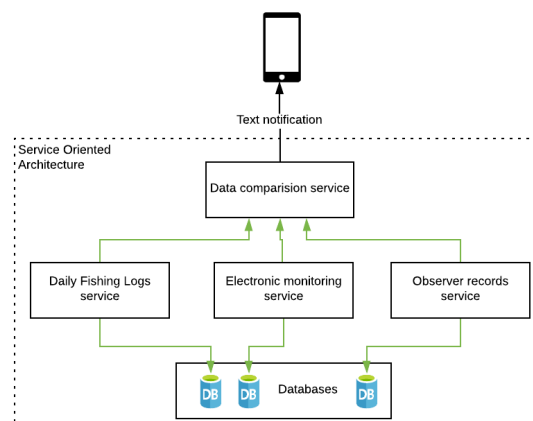 Text notification
Service Oriented
Architecture
Data comparision service
Daily Fishing Logs
service
Electronic monitoring
service
Observer records
service
DB
DB
Databases
DB